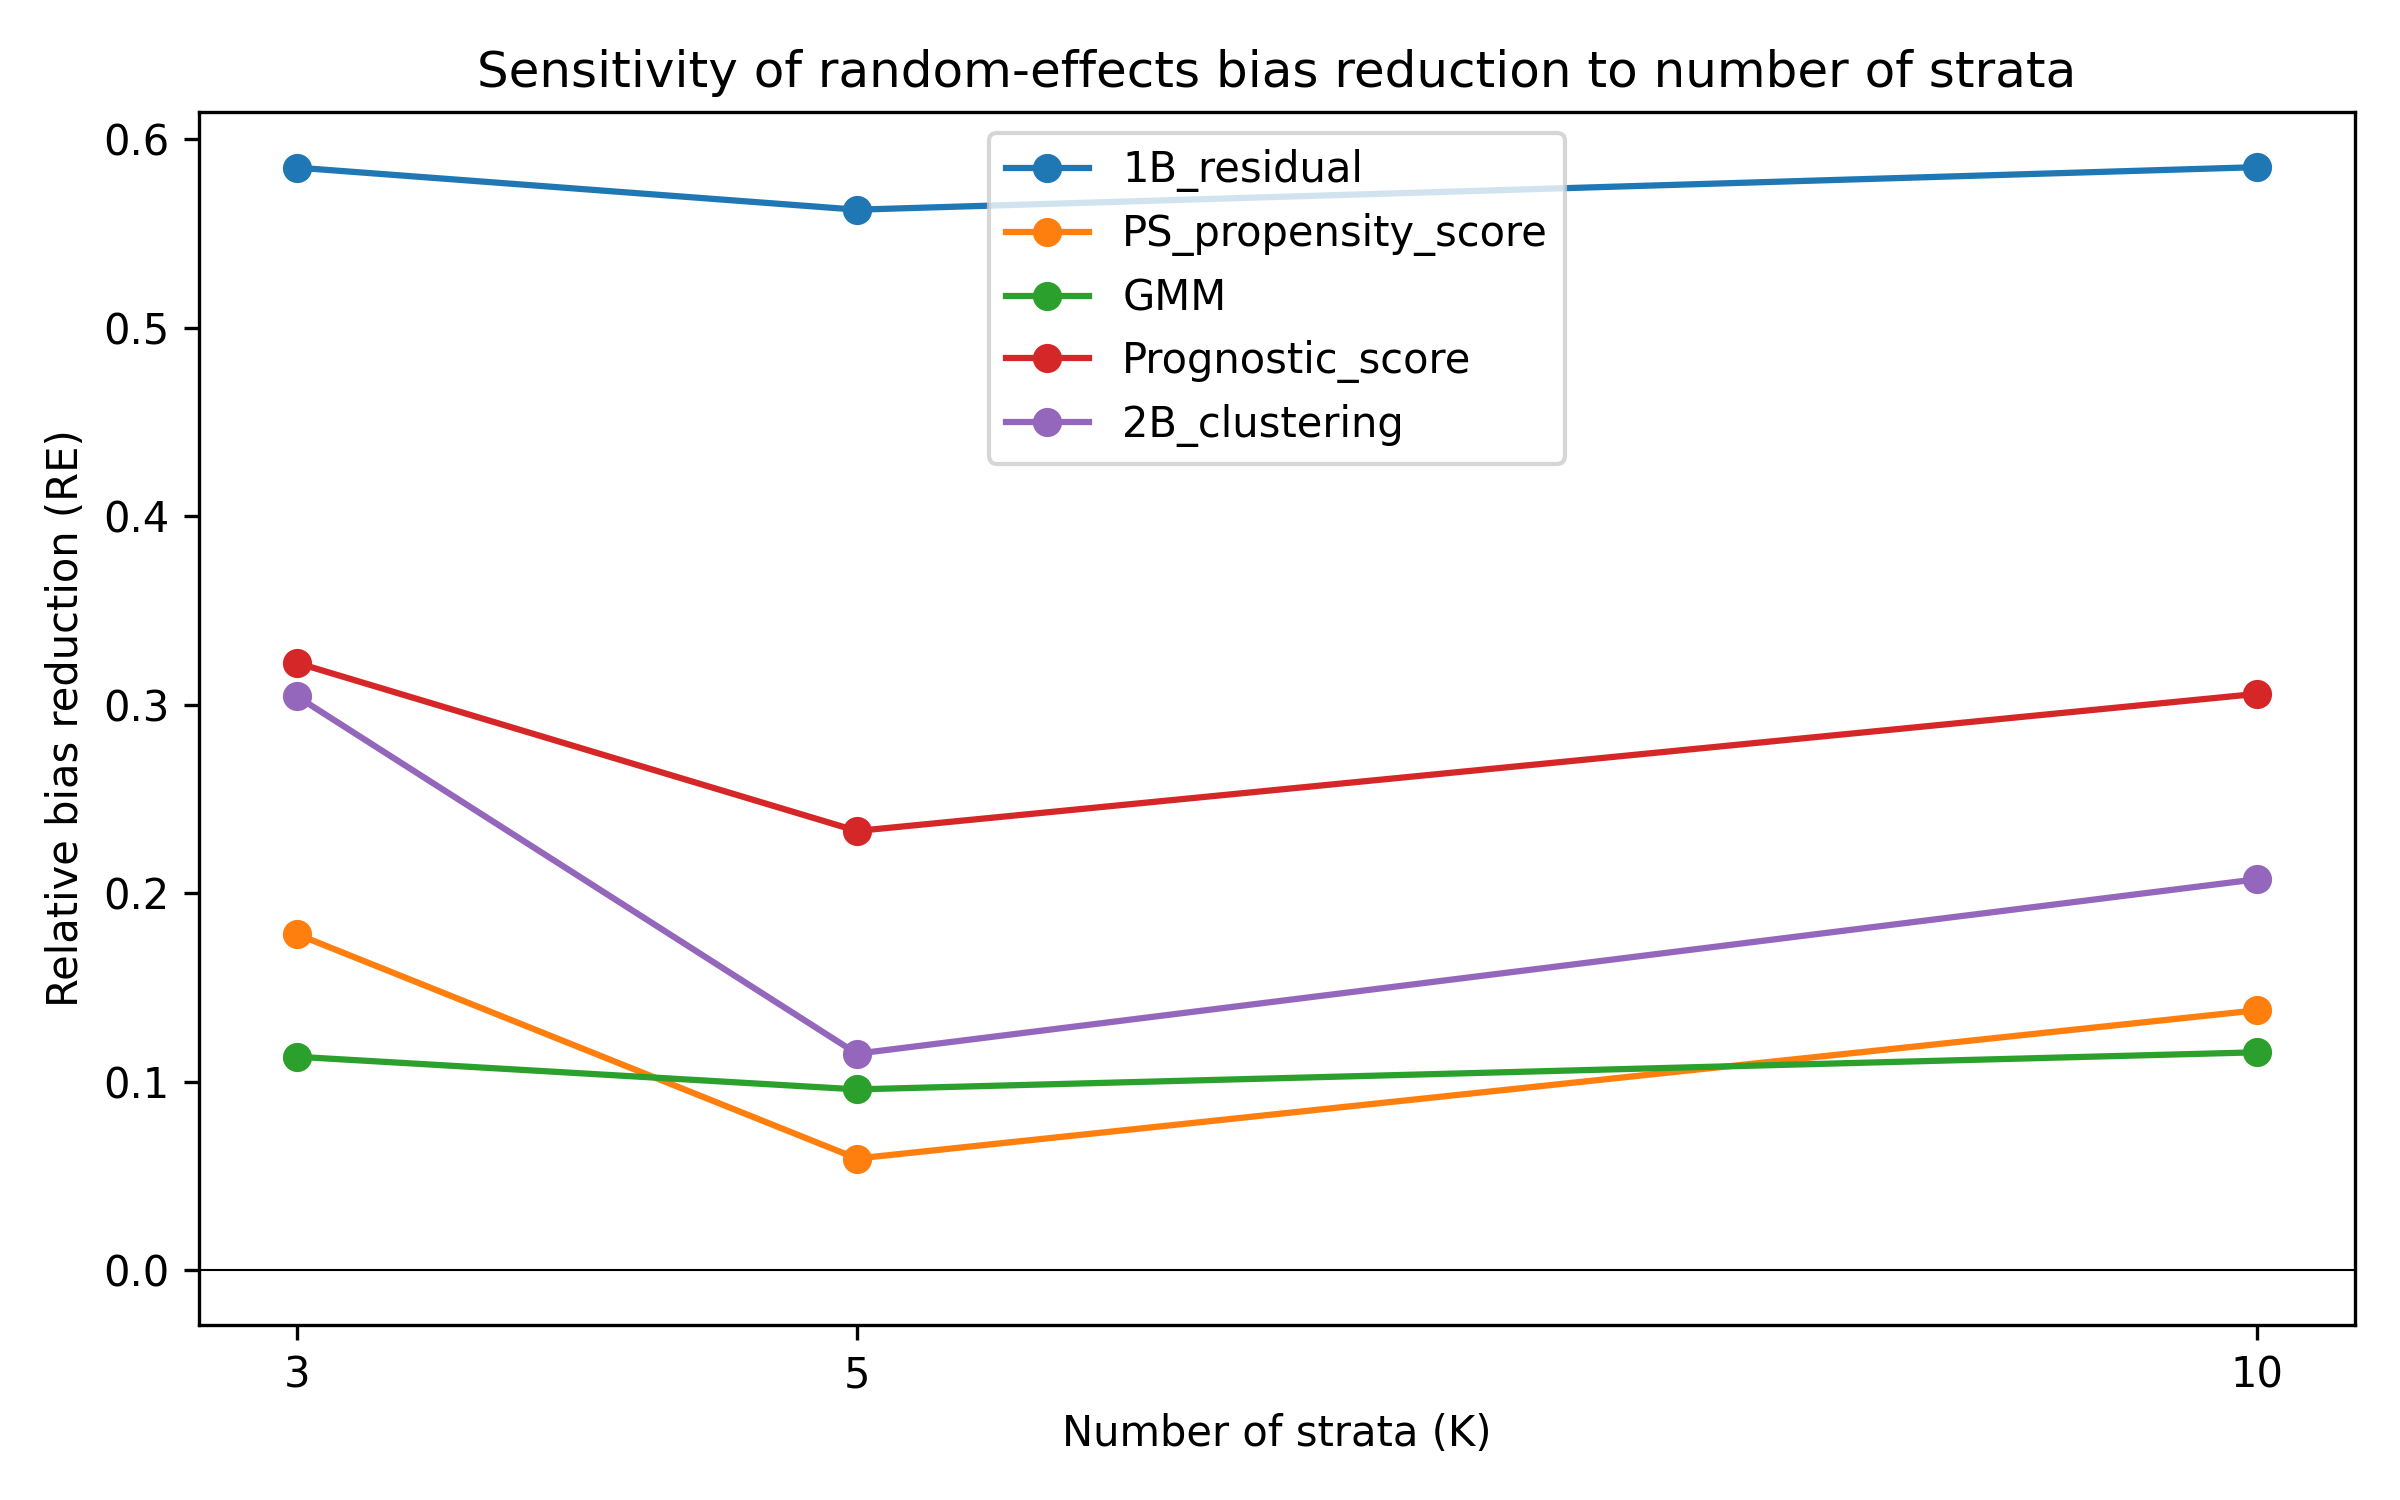 Sensitivity of random-effects bias reduction to number of strata
0.6
0.5
0.4
0.3
0.2
0.1
0.0
Relative bias reduction (RE)
1B_residual
PS_propensity_score
GMM
Prognostic_score
2B_clustering
3 5 10
Number of strata (K)